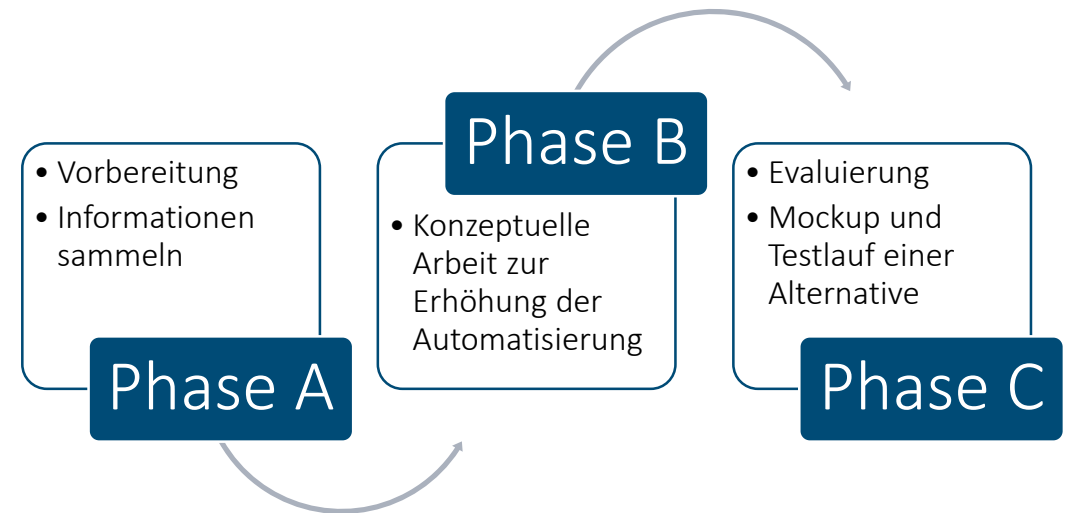 • Vorbereitung
• Informationen
sammeln
Phase A
Phase B
• Konzeptuelle
Arbeit zur
Erhöhung der
Automatisierung
• Evaluierung
• Mockup und
Testlauf einer
Alternative
Phase C